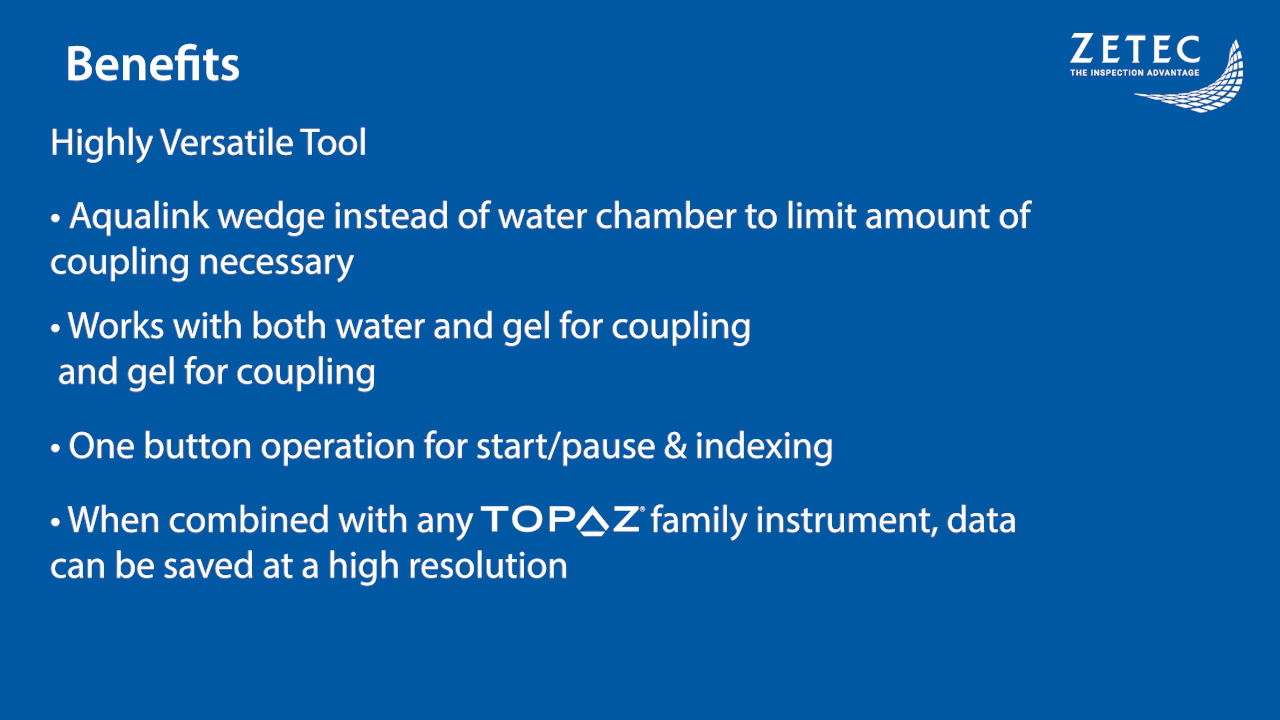 Benefits
ZETEC
THE INSPECTION ADVANTAGE
Highly Versatile Tool
• Aqualink wedge instead of water chamber to limit amount of
coupling necessary
• Works with both water and gel for coupling
and gel for coupling
• One button operation for start/pause & indexing
• When combined with any TOPAZ® family instrument, data
can be saved at a high resolution